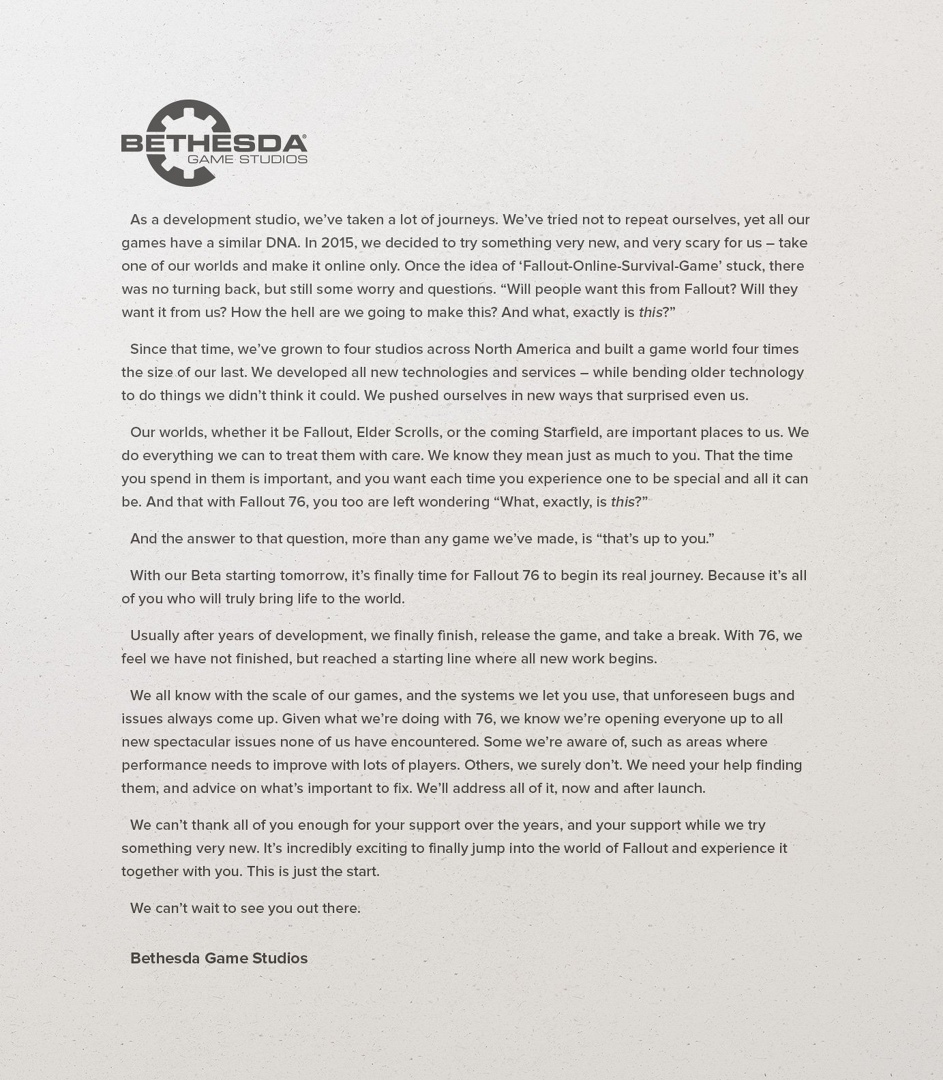 BETHESDA®
GAME STUDIOS
As a development studio, we’ve taken a lot of journeys. We’ve tried not to repeat ourselves, yet all our
games have a similar DNA. In 2015, we decided to try something very new, and very scary for us – take
one of our worlds and make it online only. Once the idea of ‘Fallout-Online-Survival-Game’ stuck, there
was no turning back, but still some worry and questions. “Will people want this from Fallout? Will they
want it from us? How the hell are we going to make this? And what, exactly is this?”
Since that time, we’ve grown to four studios across North America and built a game world four times
the size of our last. We developed all new technologies and services – while bending older technology
to do things we didn’t think it could. We pushed ourselves in new ways that surprised even us.
Our worlds, whether it be Fallout, Elder Scrolls, or the coming Starfield, are important places to us. We
do everything we can to treat them with care. We know they mean just as much to you. That the time
you spend in them is important, and you want each time you experience one to be special and all it can
be. And that with Fallout 76, you too are left wondering “What, exactly, is this?”
And the answer to that question, more than any game we’ve made, is “that’s up to you.”
With our Beta starting tomorrow, it’s finally time for Fallout 76 to begin its real journey. Because it’s all
of you who will truly bring life to the world.
Usually after years of development, we finally finish, release the game, and take a break. With 76, we
feel we have not finished, but reached a starting line where all new work begins.
We all know with the scale of our games, and the systems we let you use, that unforeseen bugs and
issues always come up. Given what we’re doing with 76, we know we’re opening everyone up to all
new spectacular issues none of us have encountered. Some we’re aware of, such as areas where
performance needs to improve with lots of players. Others, we surely don’t. We need your help finding
them, and advice on what’s important to fix. We’ll address all of it, now and after launch.
We can’t thank all of you enough for your support over the years, and your support while we try
something very new. It’s incredibly exciting to finally jump into the world of Fallout and experience it
together with you. This is just the start.
We can’t wait to see you out there.
Bethesda Game Studios